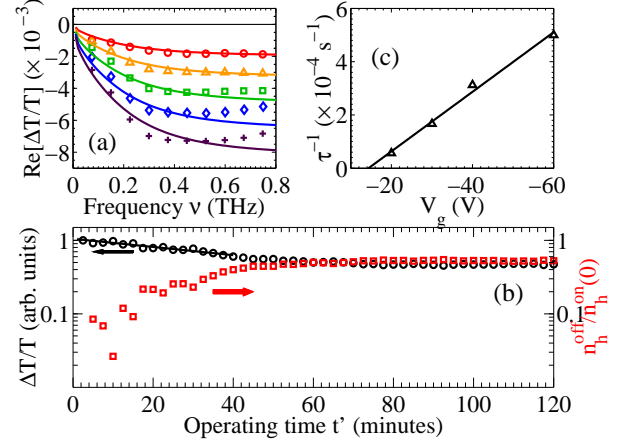 0
−2
−4
−6
−8
Re[ΔT/T] (× 10⁻³)
(a)
0 0.2 0.4 0.6 0.8
Frequency ν (THz)
6
4
2
0
τ⁻¹ (× 10⁻⁴ s⁻¹)
(c)
−20 −40 −60
V_g (V)
1
0.1
ΔT/T (arb. units)
(b)
1
0.1
n_h^off/n_h^on(0)
0 20 40 60 80 100 120
Operating time t’ (minutes)